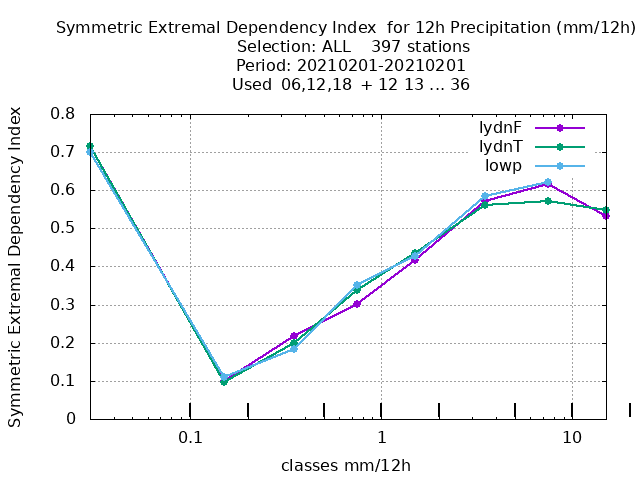 Symmetric Extremal Dependency Index  for 12h Precipitation (mm/12h)
Selection: ALL    397 stations
Period: 20210201-20210201
Used  06,12,18  + 12 13 ... 36
Symmetric Extremal Dependency Index
0.8
0.7
0.6
0.5
0.4
0.3
0.2
0.1
0
lydnF
lydnT
lowp
0.1
1
10
classes mm/12h